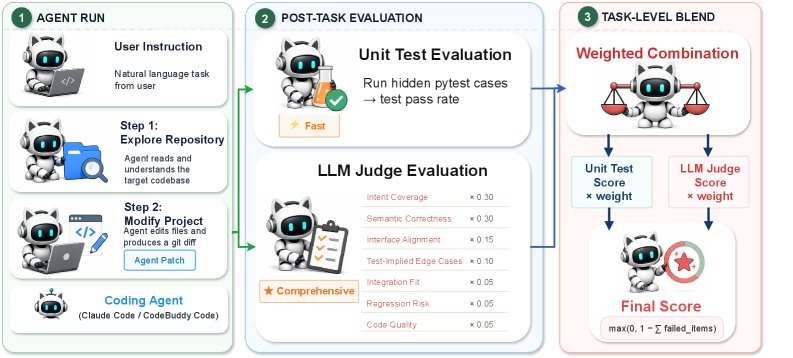 1 AGENT RUN
User Instruction
Natural language task
from user
</>
Step 1:
Explore Repository
Agent reads and
understands the
target codebase
Step 2:
Modify Project
Agent edits files and
produces a git diff
</>
Agent Patch
Coding Agent
(Claude Code / CodeBuddy Code)
2 POST-TASK EVALUATION
Unit Test Evaluation
Run hidden pytest cases
→ test pass rate
⚡ Fast
LLM Judge Evaluation
Intent Coverage × 0.30
Semantic Correctness × 0.30
Interface Alignment × 0.15
Test-Implied Edge Cases × 0.10
Integration Fit × 0.05
Regression Risk × 0.05
Code Quality × 0.05
★ Comprehensive
3 TASK-LEVEL BLEND
Weighted Combination
Unit Test
Score
× weight
LLM Judge
Score
× weight
Final Score
max(0, 1 − ∑ failed_items)